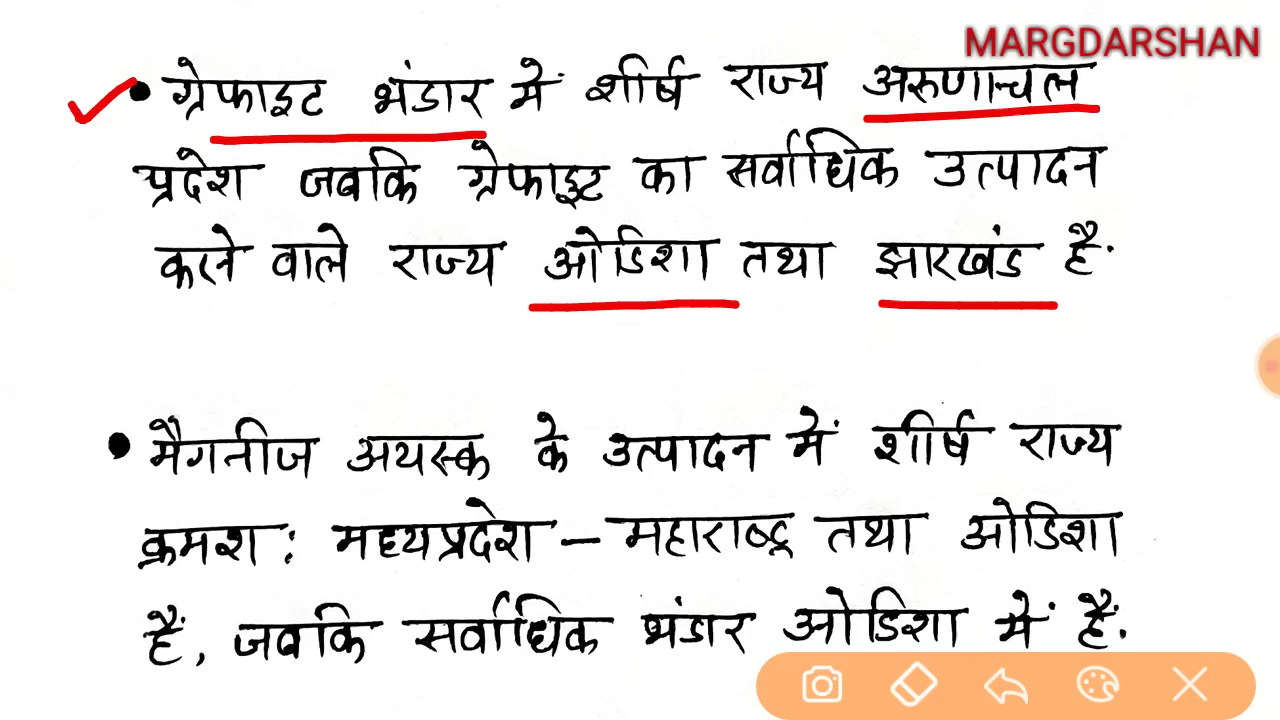 MARGDARSHAN
• ग्रेफाइट भंडार में शीर्ष राज्य अरुणाचल
प्रदेश जबकि ग्रेफाइट का सर्वाधिक उत्पादन
करने वाले राज्य ओडिशा तथा झारखंड है.
• मैगनीज अयस्क के उत्पादन में शीर्ष राज्य
क्रमश: मध्यप्रदेश – महाराष्ट्र तथा ओडिशा
हैं, जबकि सर्वाधिक भंडार ओडिशा में हैं.